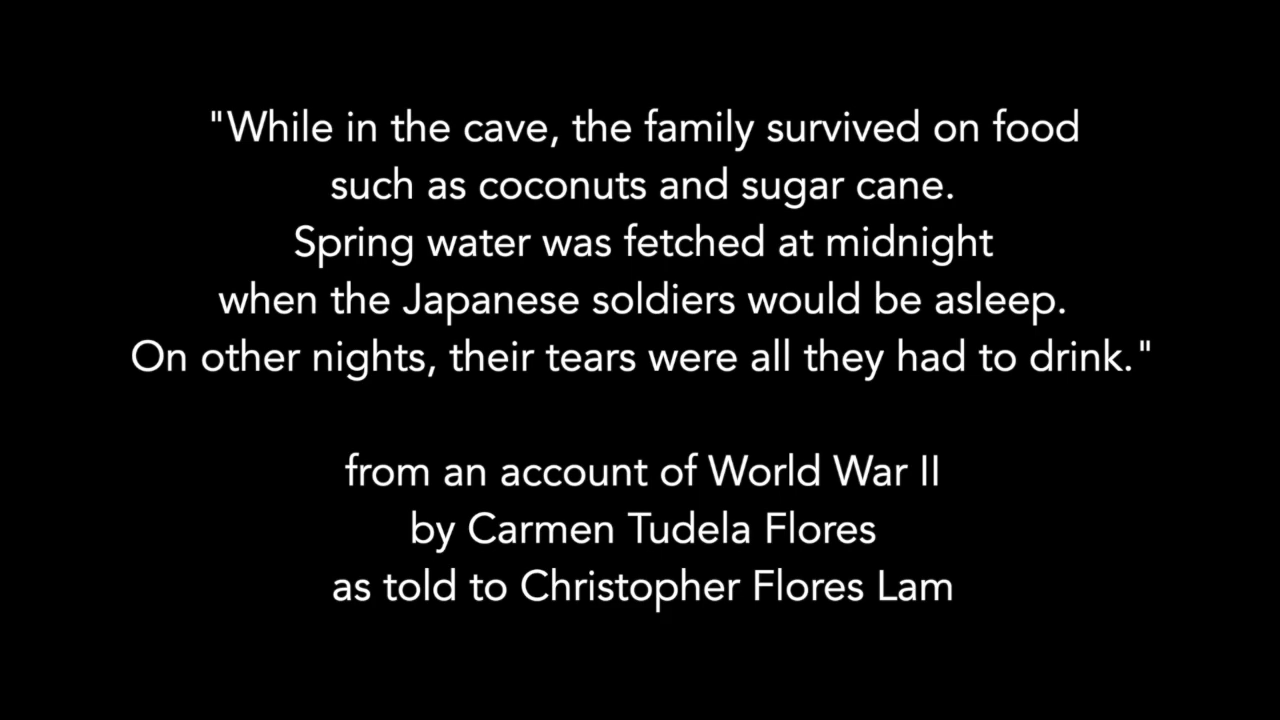 "While in the cave, the family survived on food
such as coconuts and sugar cane.
Spring water was fetched at midnight
when the Japanese soldiers would be asleep.
On other nights, their tears were all they had to drink."
from an account of World War II
by Carmen Tudela Flores
as told to Christopher Flores Lam